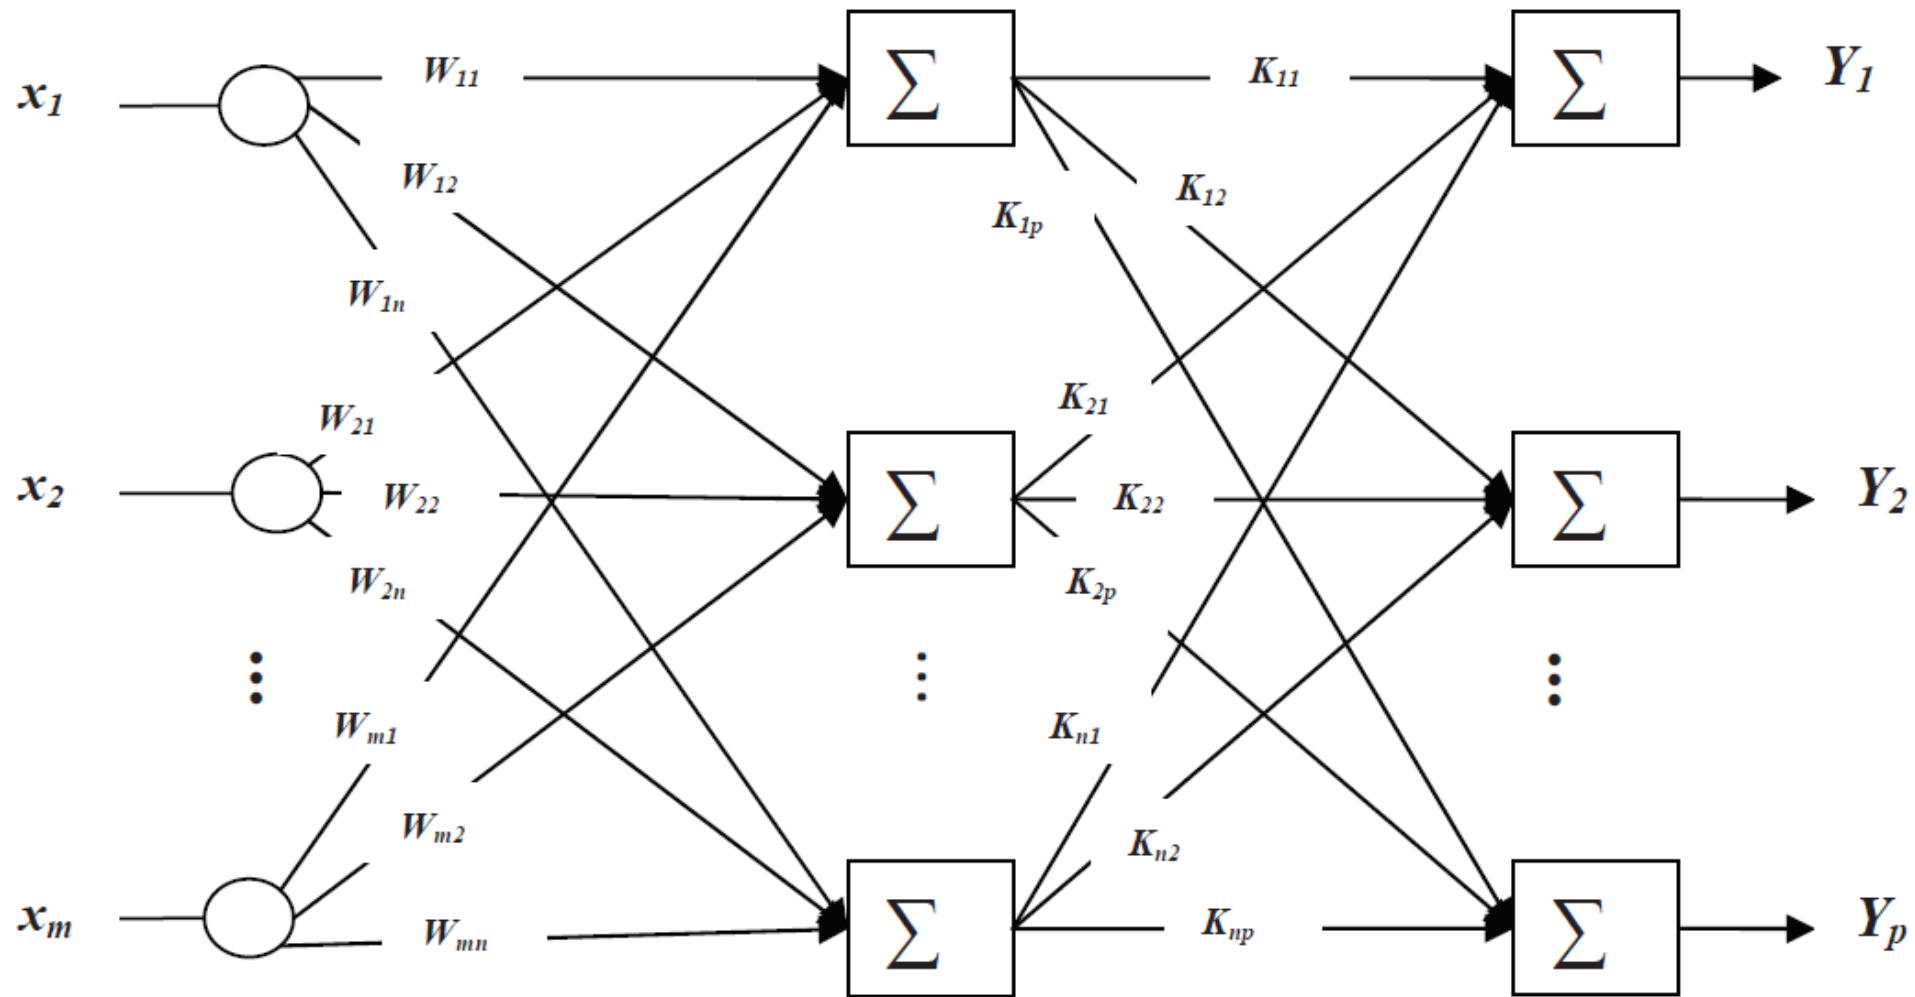 x₁ W₁₁ ∑ K₁₁ ∑ Y₁
W₁₂ K₁₂
K₁ₚ
W₁ₙ
W₂₁ K₂₁
x₂ W₂₂ ∑ K₂₂ ∑ Y₂
W₂ₙ K₂ₚ
⋮ ⋮ ⋮
Wₘ₁ Kₙ₁
Wₘ₂ Kₙ₂
xₘ Wₘₙ ∑ Kₙₚ ∑ Yₚ